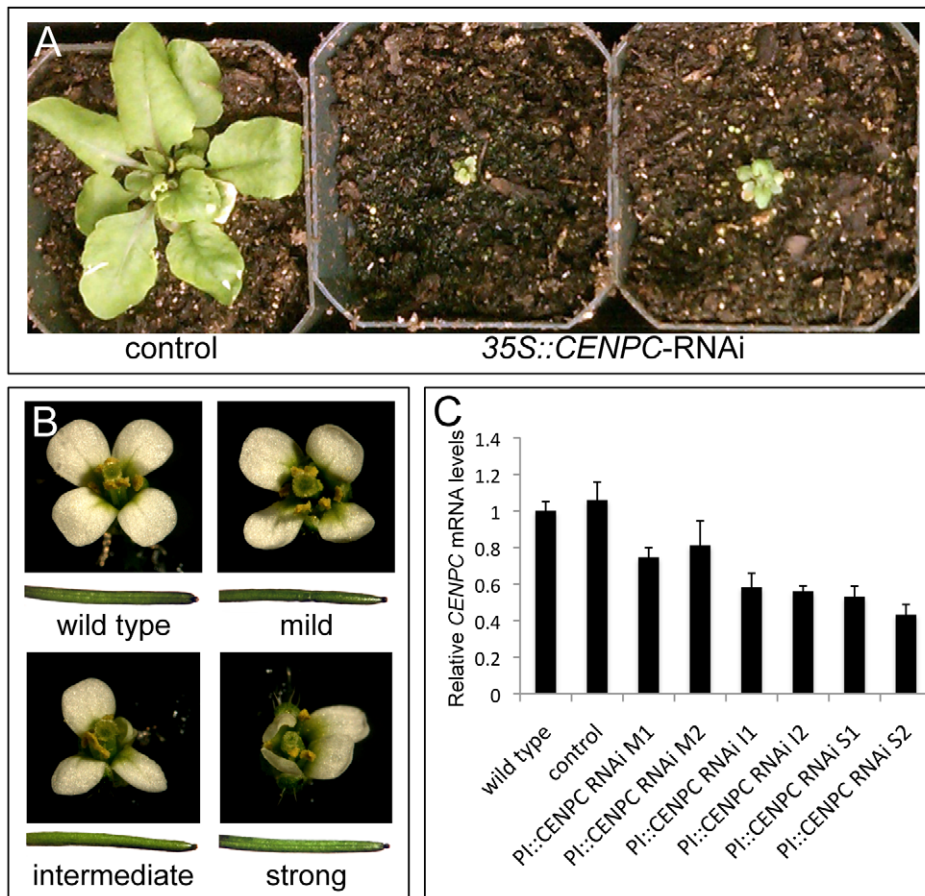 A
control
35S::CENPC-RNAi
B
wild type
mild
intermediate
strong
C
Relative CENPC mRNA levels
1.4
1.2
1
0.8
0.6
0.4
0.2
0
wild type
control
PI::CENPC RNAi M1
PI::CENPC RNAi M2
PI::CENPC RNAi I1
PI::CENPC RNAi I2
PI::CENPC RNAi S1
PI::CENPC RNAi S2